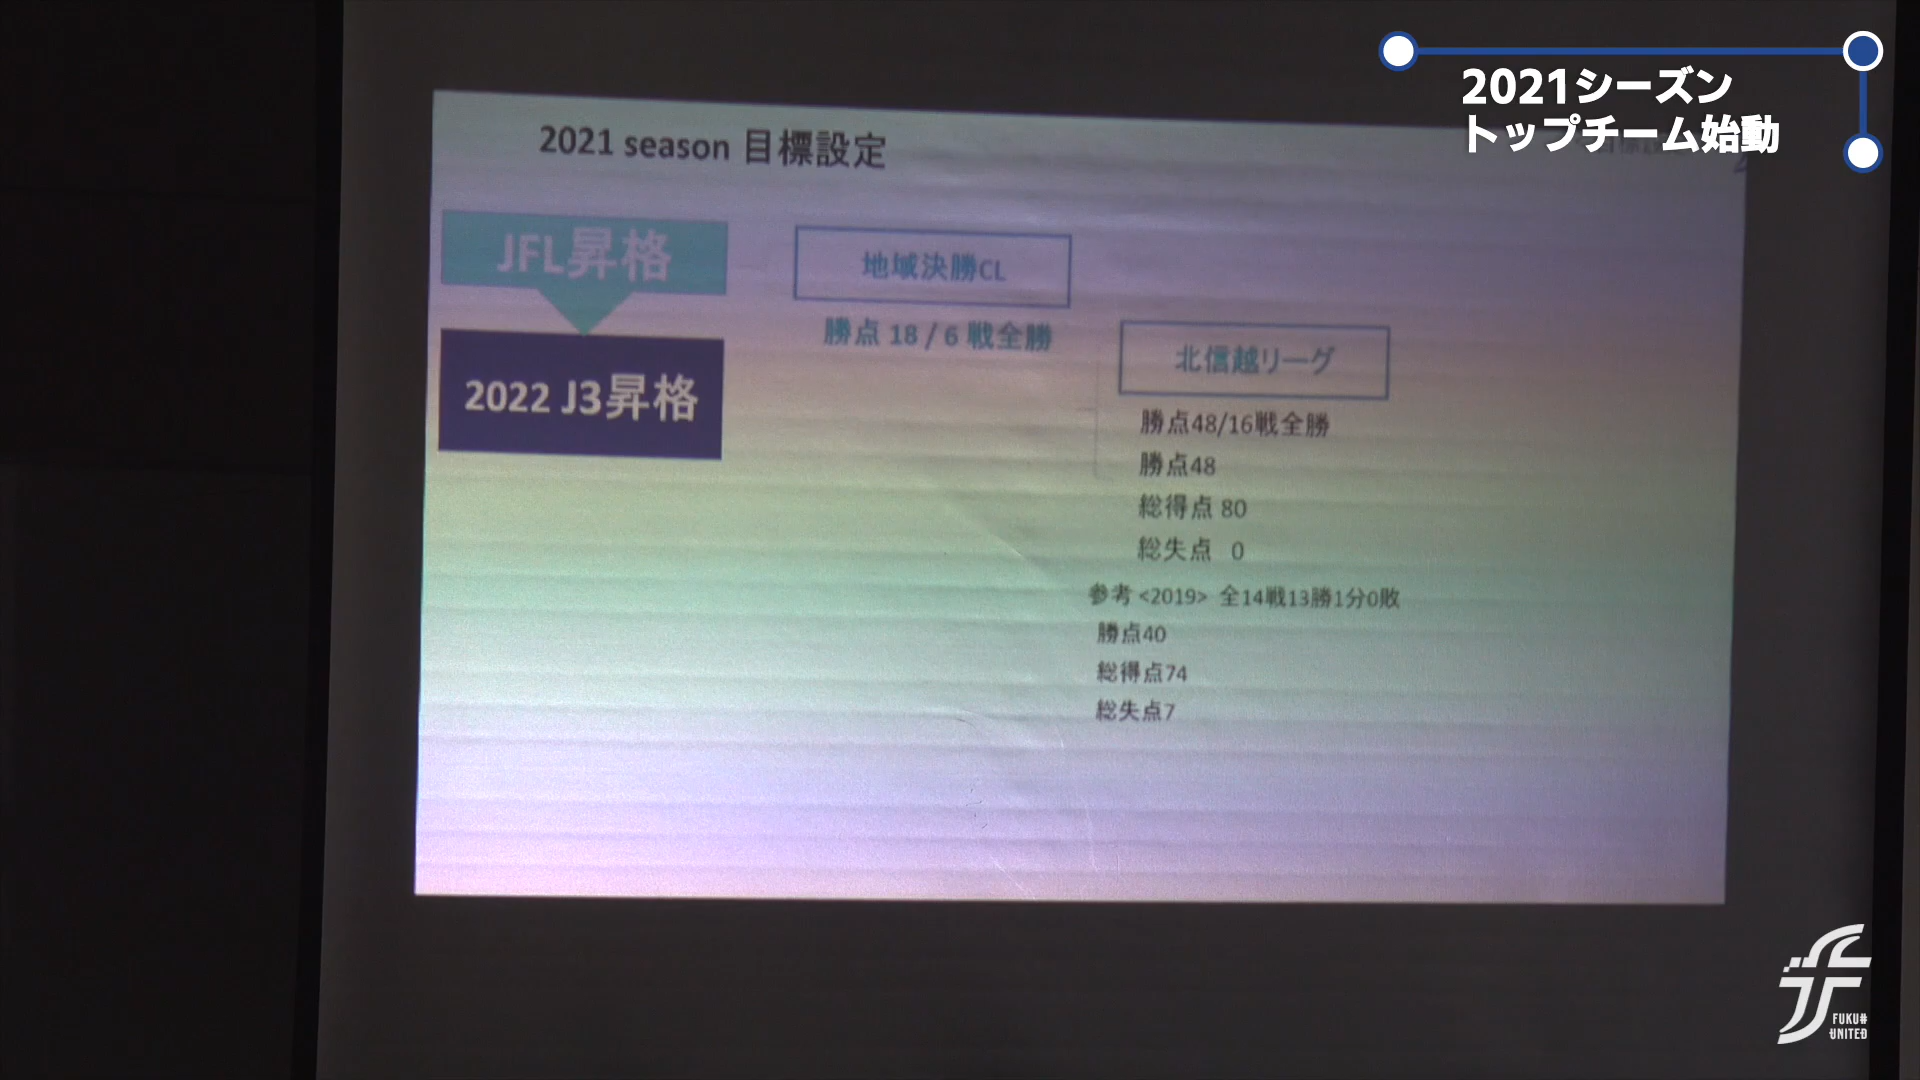 2021シーズン
トップチーム始動
2021 season 目標設定
JFL昇格
2022 J3昇格
地域決勝CL
勝点 18 / 6 戦全勝
北信越リーグ
勝点48/16戦全勝
勝点48
総得点 80
総失点 0
参考 <2019> 全14戦13勝1分0敗
勝点40
総得点74
総失点7
FUKUI
UNITED